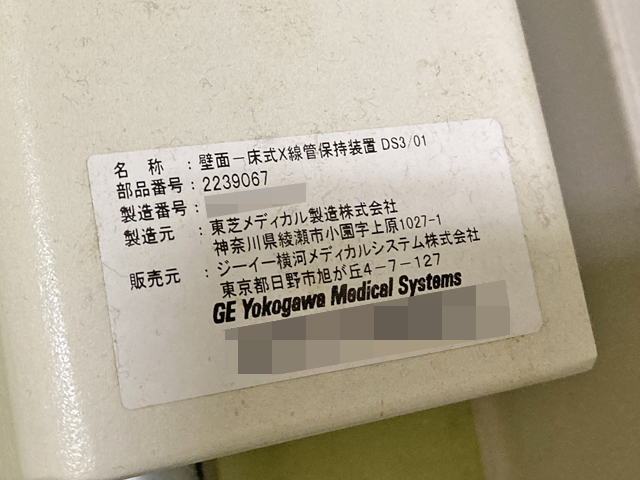 名 称 : 壁面-床式X線管保持装置 DS3/01
部品番号 : 2239067
製造番号 :
製造元 : 東芝メディカル製造株式会社
神奈川県綾瀬市小園字上原1027-1
販売元 : ジーイー横河メディカルシステム株式会社
東京都日野市旭が丘4-7-127
GE Yokogawa Medical Systems